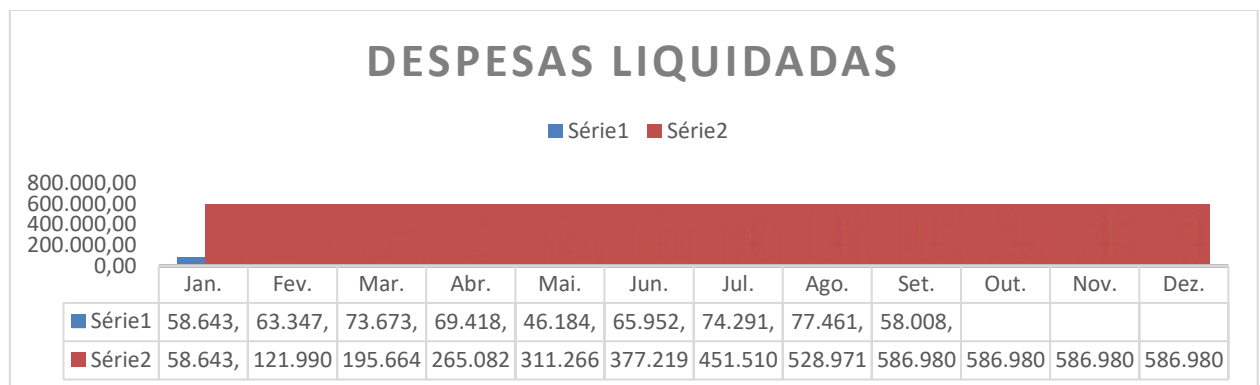 DESPESAS LIQUIDADAS
Série1 Série2
800.000,00
600.000,00
400.000,00
200.000,00
0,00
Jan. Fev. Mar. Abr. Mai. Jun. Jul. Ago. Set. Out. Nov. Dez.
Série1 58.643, 63.347, 73.673, 69.418, 46.184, 65.952, 74.291, 77.461, 58.008,
Série2 58.643, 121.990 195.664 265.082 311.266 377.219 451.510 528.971 586.980 586.980 586.980 586.980